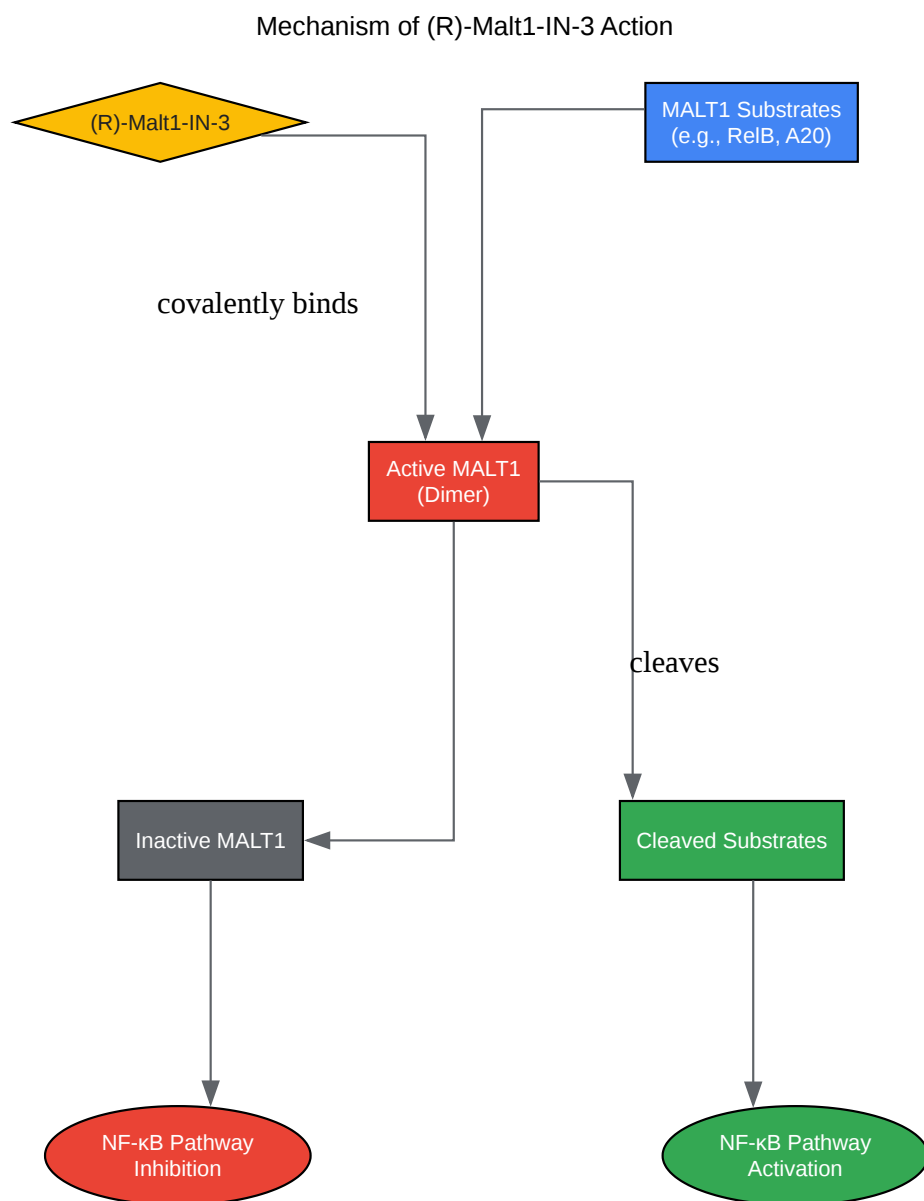 Mechanism of (R)-Malt1-IN-3 Action
(R)-Malt1-IN-3
MALT1 Substrates
(e.g., RelB, A20)
covalently binds
Active MALT1
(Dimer)
cleaves
Inactive MALT1
Cleaved Substrates
NF-κB Pathway
Inhibition
NF-κB Pathway
Activation